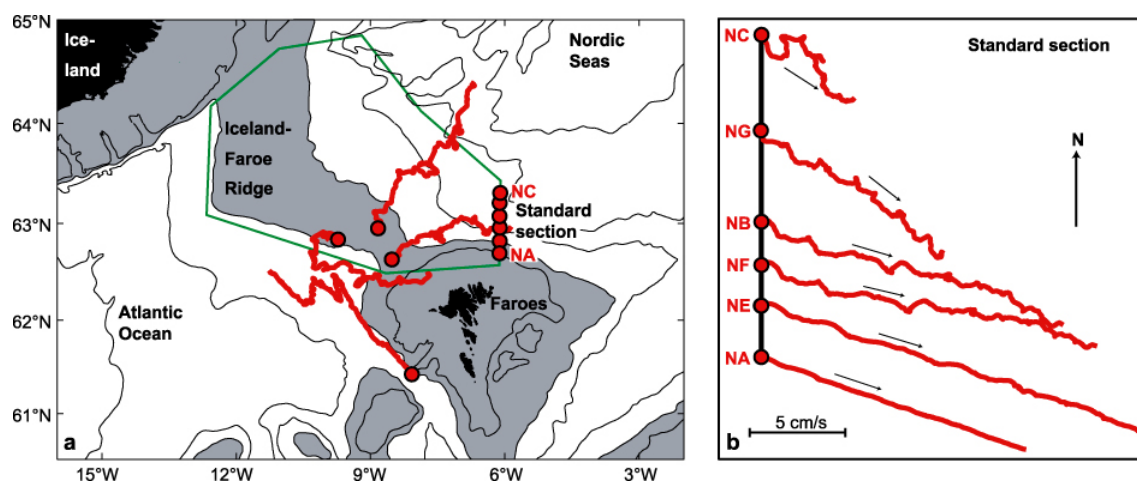 65°N
64°N
63°N
62°N
61°N
15°W
12°W
9°W
6°W
3°W
Ice-
land
Nordic
Seas
Iceland-
Faroe
Ridge
NC
Standard
section
NA
Atlantic
Ocean
Faroes
a
NC
Standard section
NG
N
NB
NF
NE
NA
5 cm/s
b